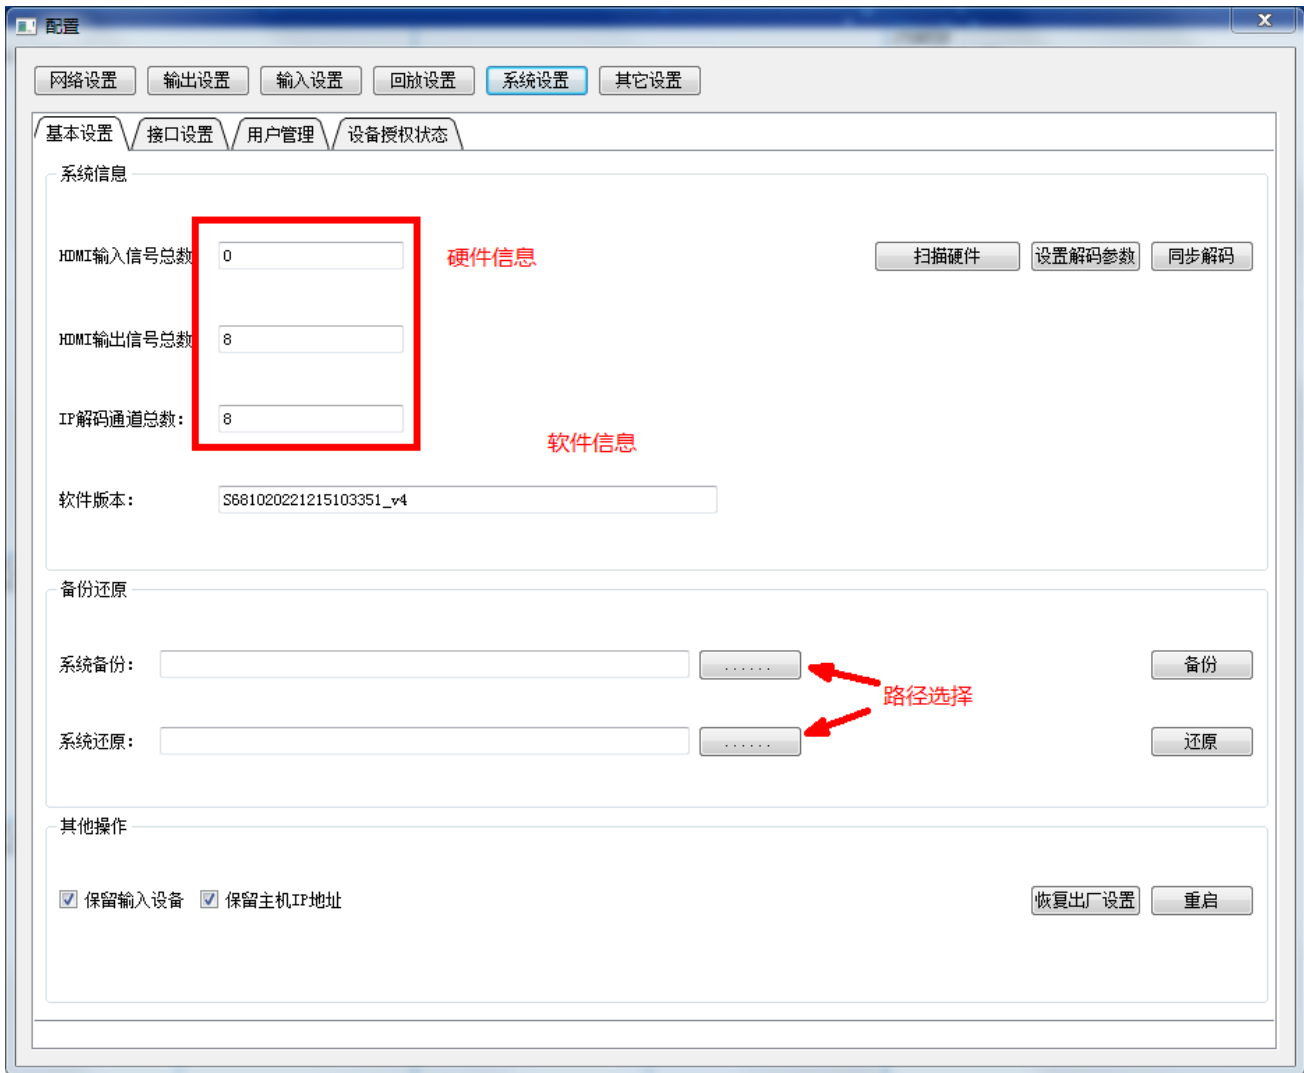 配置
网络设置 输出设置 输入设置 回放设置 系统设置 其它设置
基本设置 接口设置 用户管理 设备授权状态
系统信息
HDMI输入信号总数 0 硬件信息 扫描硬件 设置解码参数 同步解码
HDMI输出信号总数 8
IP解码通道总数: 8
软件信息
软件版本: S681020221215103351_v4
备份还原
系统备份: ...... 备份
路径选择
系统还原: ...... 还原
其他操作
保留输入设备 保留主机IP地址 恢复出厂设置 重启